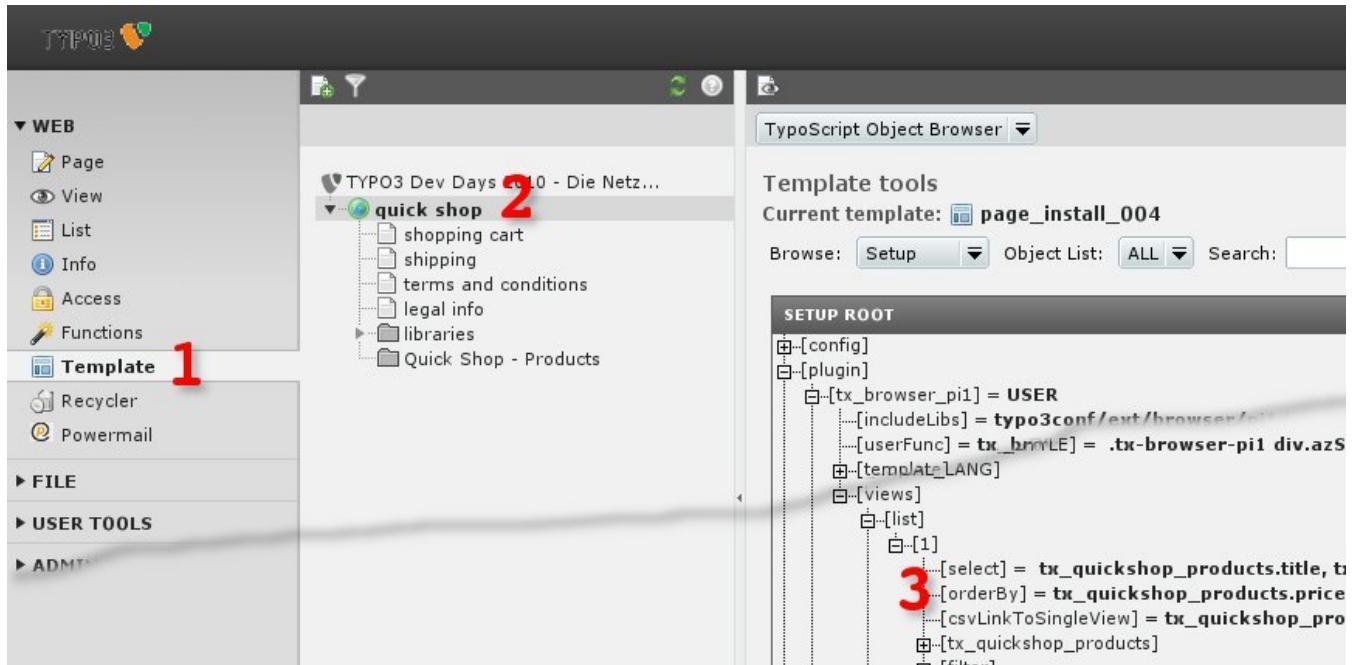 TYPO3
WEB
Page
View
List
Info
Access
Functions
Template
1
Recycler
Powermail
FILE
USER TOOLS
TYPO3 Dev Days 2010 - Die Netz...
2
quick shop
shopping cart
shipping
terms and conditions
legal info
libraries
Quick Shop - Products
TypoScript Object Browser
Template tools
Current template: page_install_004
Browse: Setup Object List: ALL Search:
SETUP ROOT
[config]
[plugin]
[tx_browser_pi1] = USER
[includeLibs] = typo3conf/ext/browser/
[userFunc] = .tx-browser-pi1 div.azS
[template]
[views]
[list]
[1]
[select] = tx_quickshop_products.title, tx
3
[orderBy] = tx_quickshop_products.price
[csvLinkToSingleView] = tx_quickshop_pro
[tx_quickshop_products]